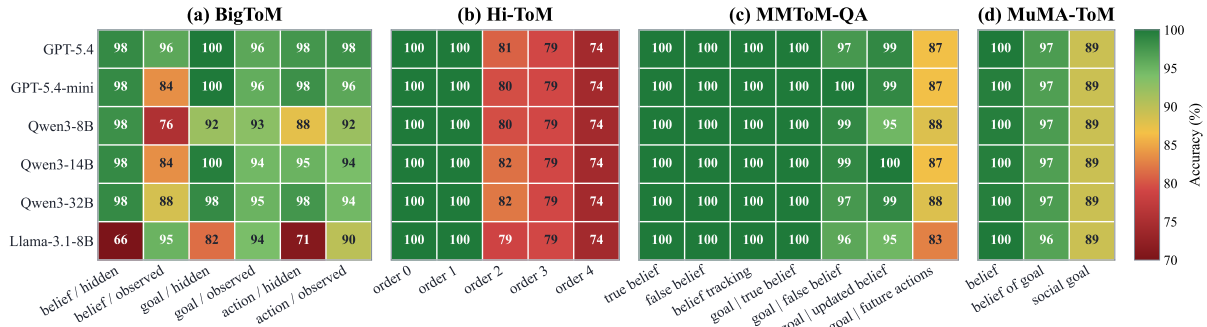 (a) BigToM (b) Hi-ToM (c) MMToM-QA (d) MuMA-ToM
GPT-5.4 98 96 100 96 98 98 100 100 81 79 74 100 100 100 100 97 99 87 100 97 89
GPT-5.4-mini 98 84 100 96 98 96 100 100 80 79 74 100 100 100 100 100 99 87 100 97 89
Qwen3-8B 98 76 92 93 88 92 100 100 80 79 74 100 100 100 100 99 95 88 100 97 89
Qwen3-14B 98 84 100 94 95 94 100 100 82 79 74 100 100 100 100 99 100 87 100 97 89
Qwen3-32B 98 88 98 95 98 94 100 100 82 79 74 100 100 100 100 97 99 88 100 97 89
Llama-3.1-8B 66 95 82 94 71 90 100 100 79 79 74 100 100 100 100 96 95 83 100 96 89
belief / hidden
belief / observed
goal / hidden
goal / observed
action / hidden
action / observed
order 0
order 1
order 2
order 3
order 4
true belief
false belief
belief tracking
goal | true belief
goal | false belief
goal | updated belief
goal | future actions
belief
belief of goal
social goal
100
95
90
85
80
75
70
Accuracy (%)